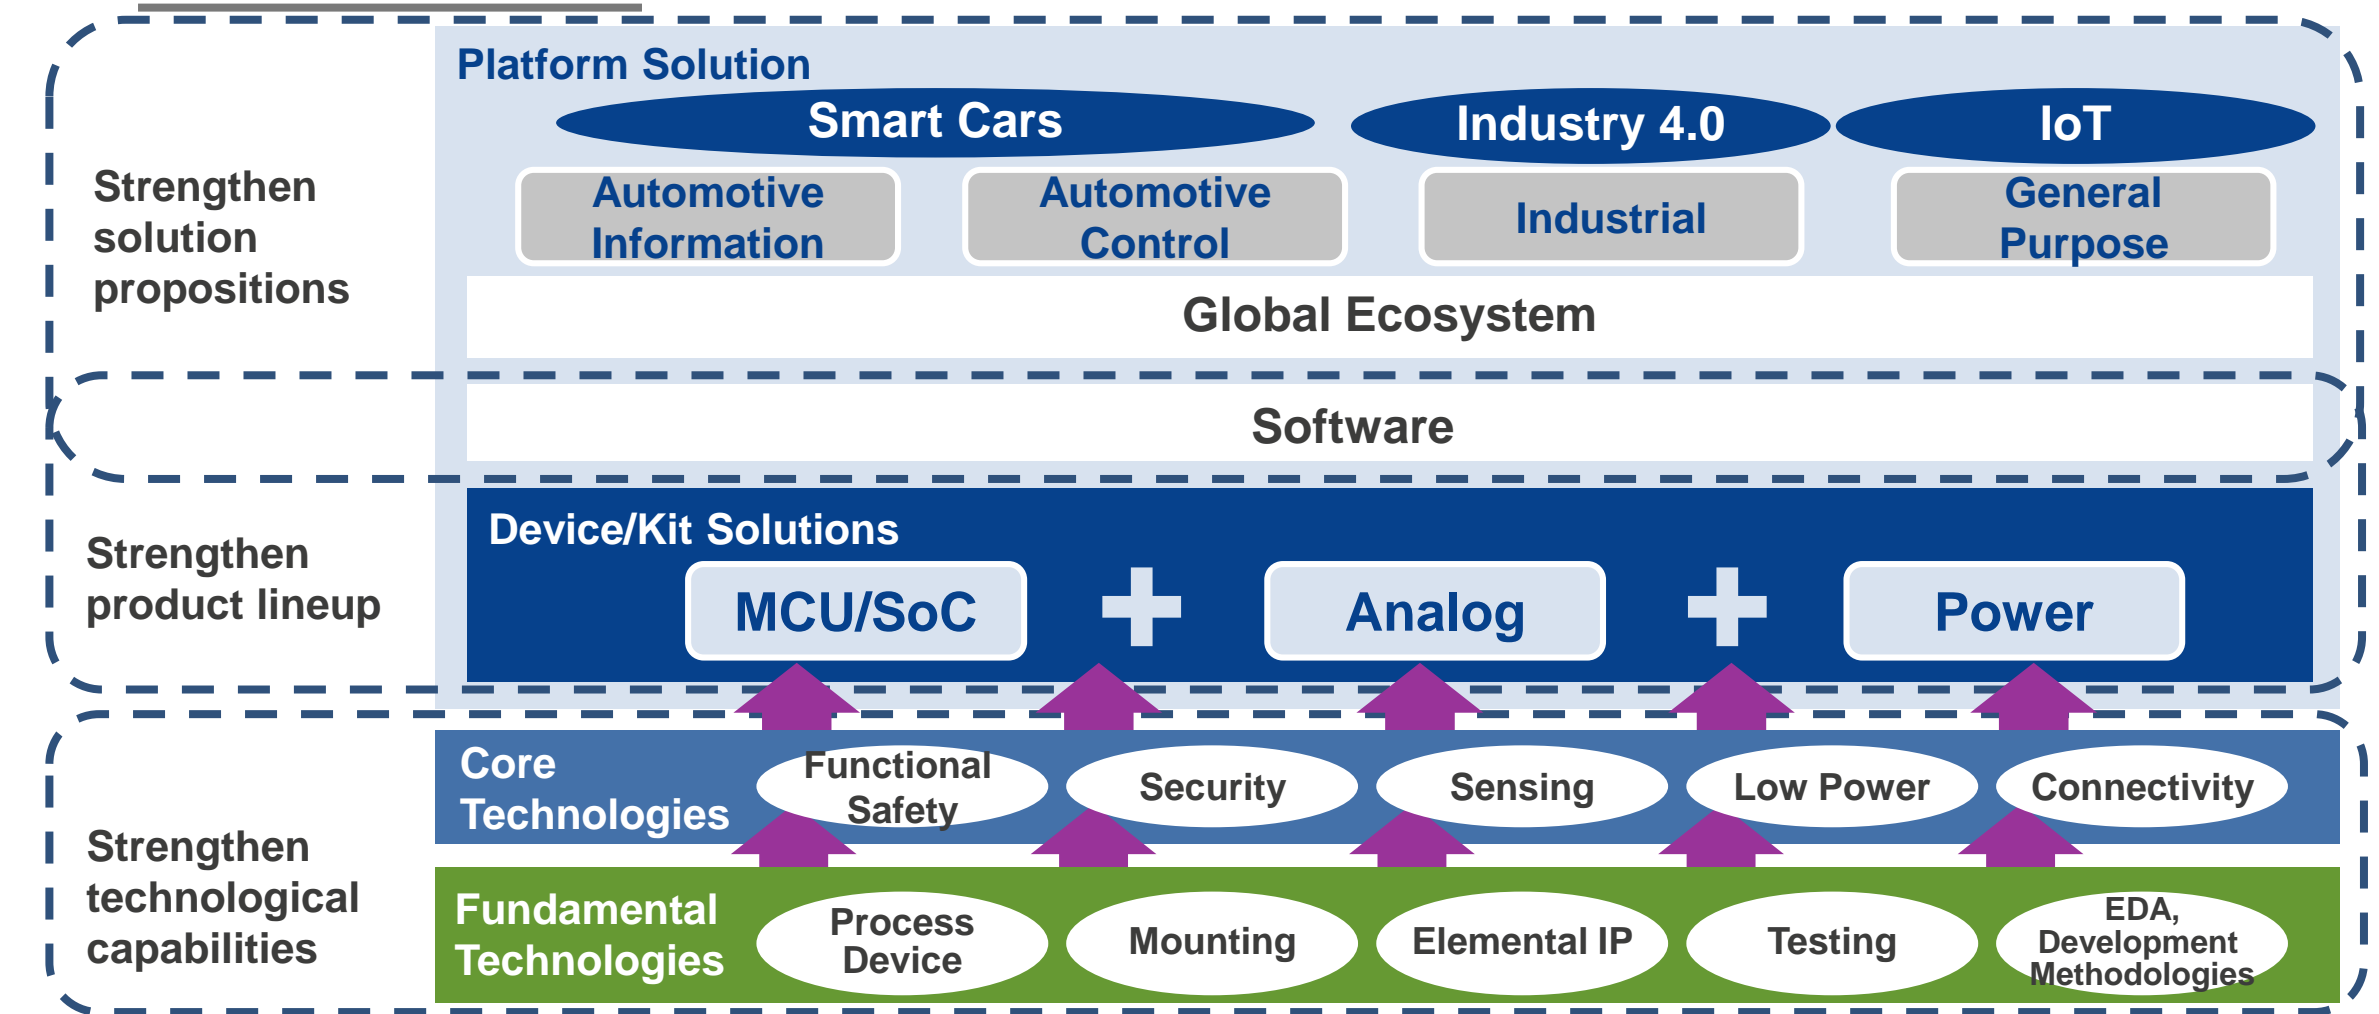 Platform Solution
Smart Cars
Industry 4.0
IoT
Strengthen
solution
propositions
Automotive
Information
Automotive
Control
Industrial
General
Purpose
Global Ecosystem
Software
Strengthen
product lineup
Device/Kit Solutions
MCU/SoC
+
Analog
+
Power
Strengthen
technological
capabilities
Core
Technologies
Functional
Safety
Security
Sensing
Low Power
Connectivity
Fundamental
Technologies
Process
Device
Mounting
Elemental IP
Testing
EDA,
Development
Methodologies